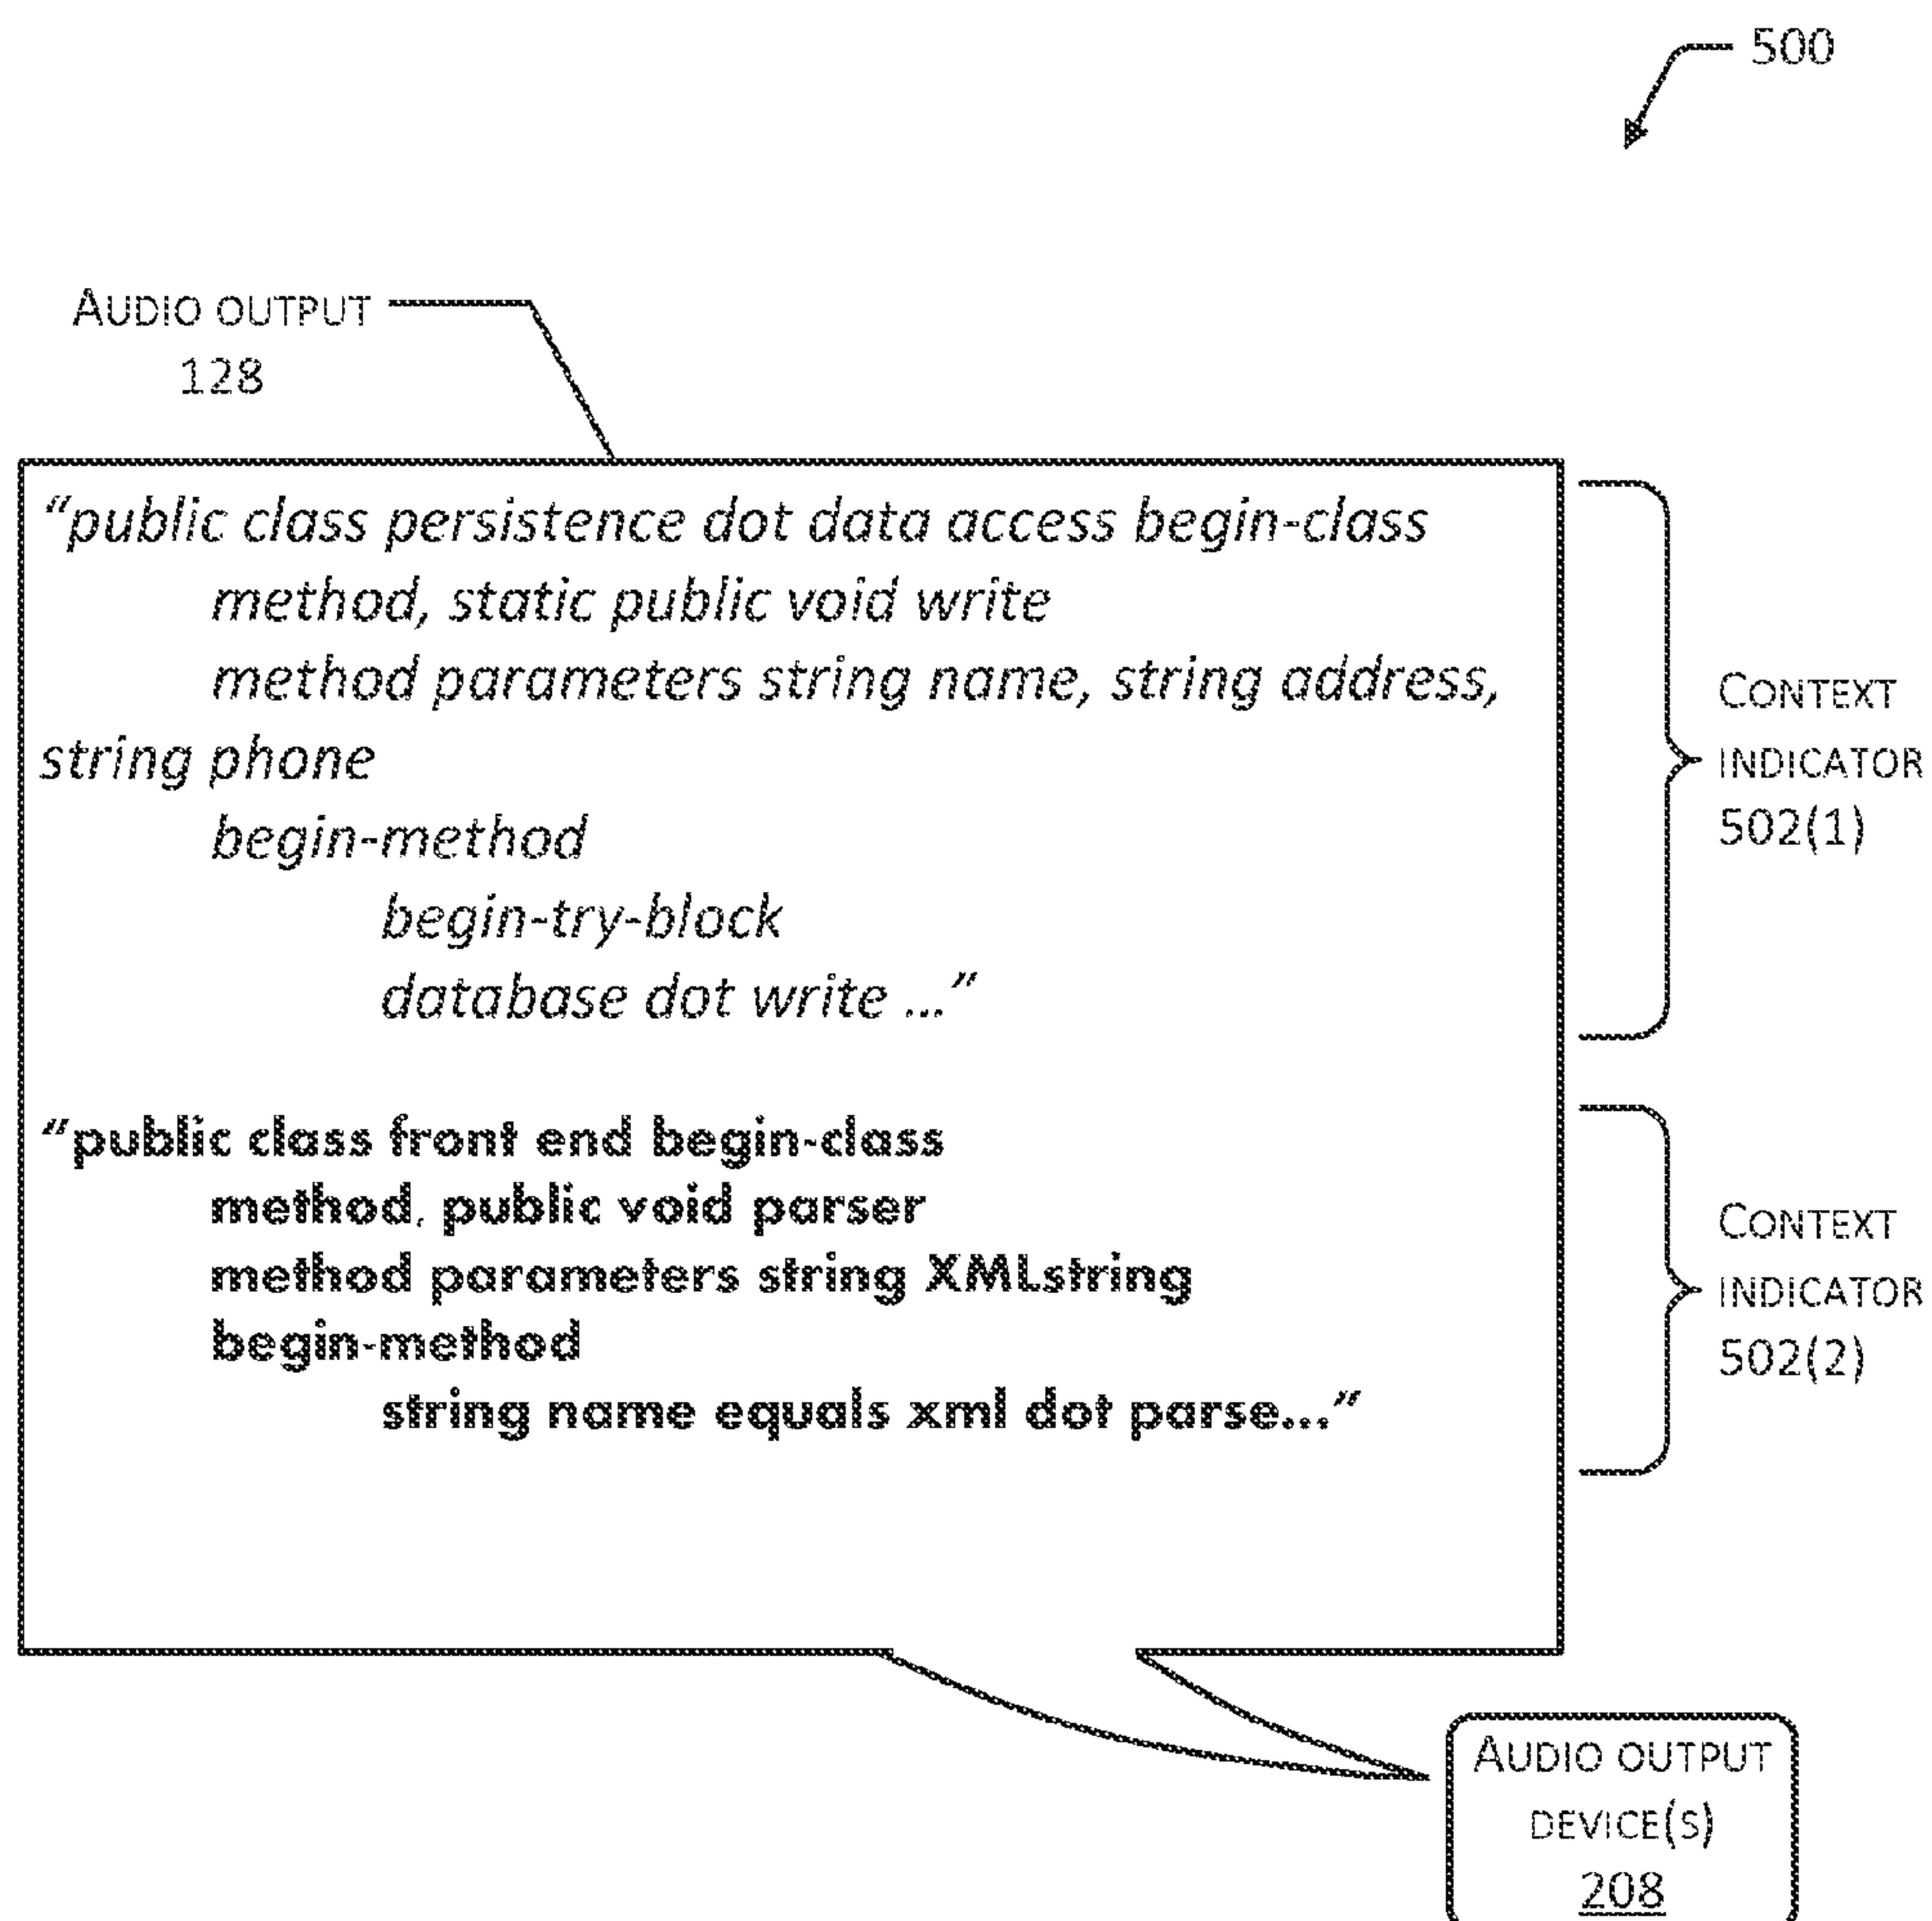 500
AUDIO OUTPUT
128
“public class persistence dot data access begin-class
method, static public void write
method parameters string name, string address,
string phone
begin-method
begin-try-block
database dot write ...”
CONTEXT
INDICATOR
502(1)
“public class front end begin-class
method, public void parser
method parameters string XMLstring
begin-method
string name equals xml dot parse...”
CONTEXT
INDICATOR
502(2)
AUDIO OUTPUT
DEVICE(S)
208